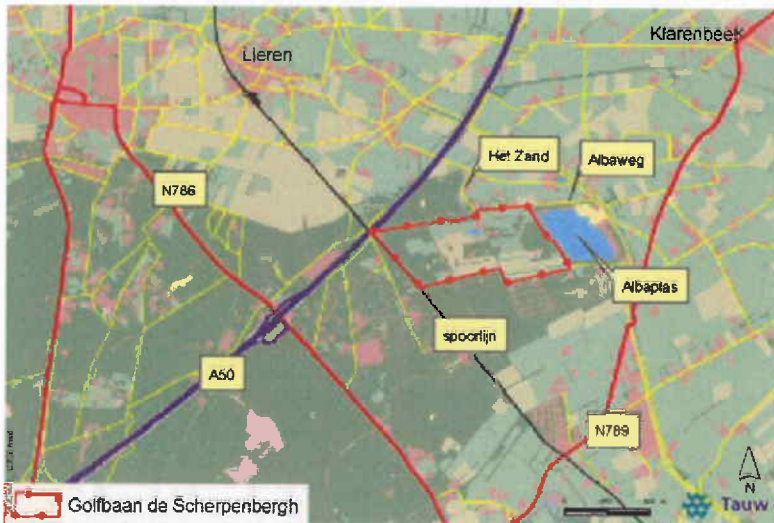 Klarenbeek
Lieren
Het Zand
Albaweg
N786
Albaplas
spoorlijn
A50
N789
N
Golfbaan de Scherpenbergh
Tauw